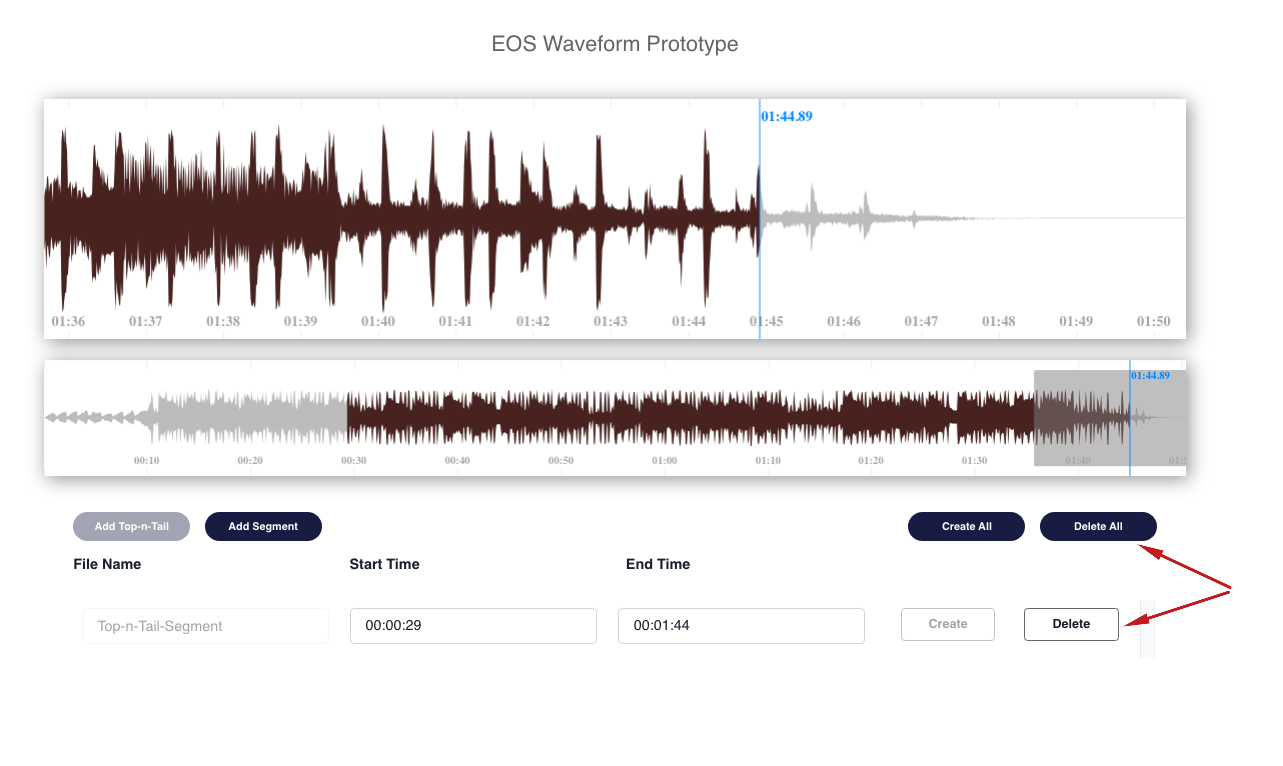 EOS Waveform Prototype
01:44.89
01:36 01:37 01:38 01:39 01:40 01:41 01:42 01:43 01:44 01:45 01:46 01:47 01:48 01:49 01:50
01:44.89
00:10 00:20 00:30 00:40 00:50 01:00 01:10 01:20 01:30 01:40
Add Top-n-Tail Add Segment Create All Delete All
File Name Start Time End Time
Top-n-Tail-Segment 00:00:29 00:01:44 Create Delete